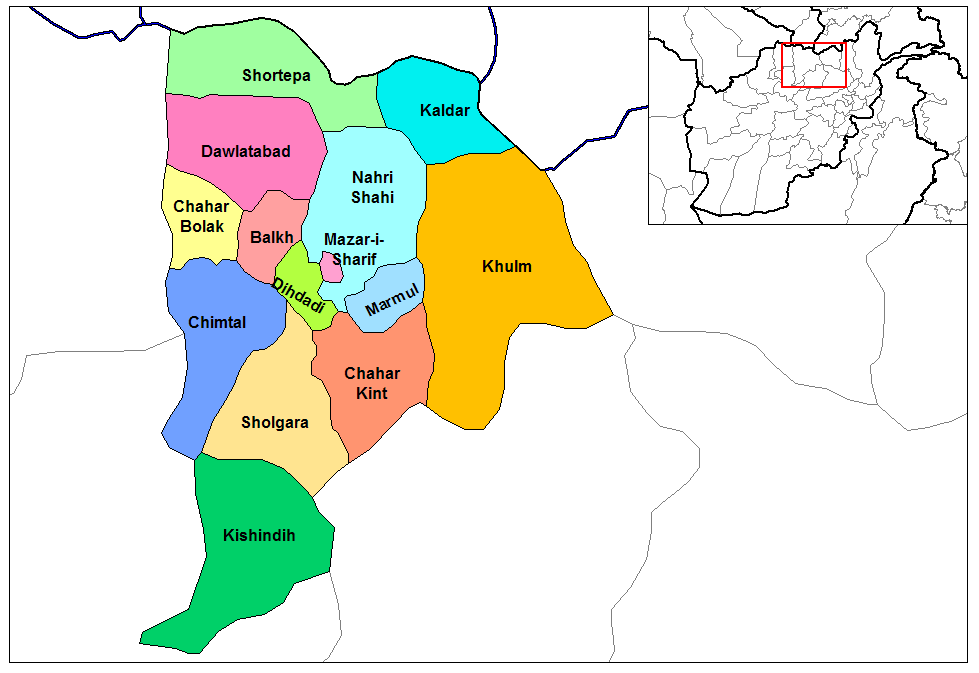 Shortepa
Kaldar
Dawlatabad
Nahri
Shahi
Chahar
Bolak
Balkh
Mazar-i-
Sharif
Khulm
Dihdadi
Marmul
Chimtal
Chahar
Kint
Sholgara
Kishindih